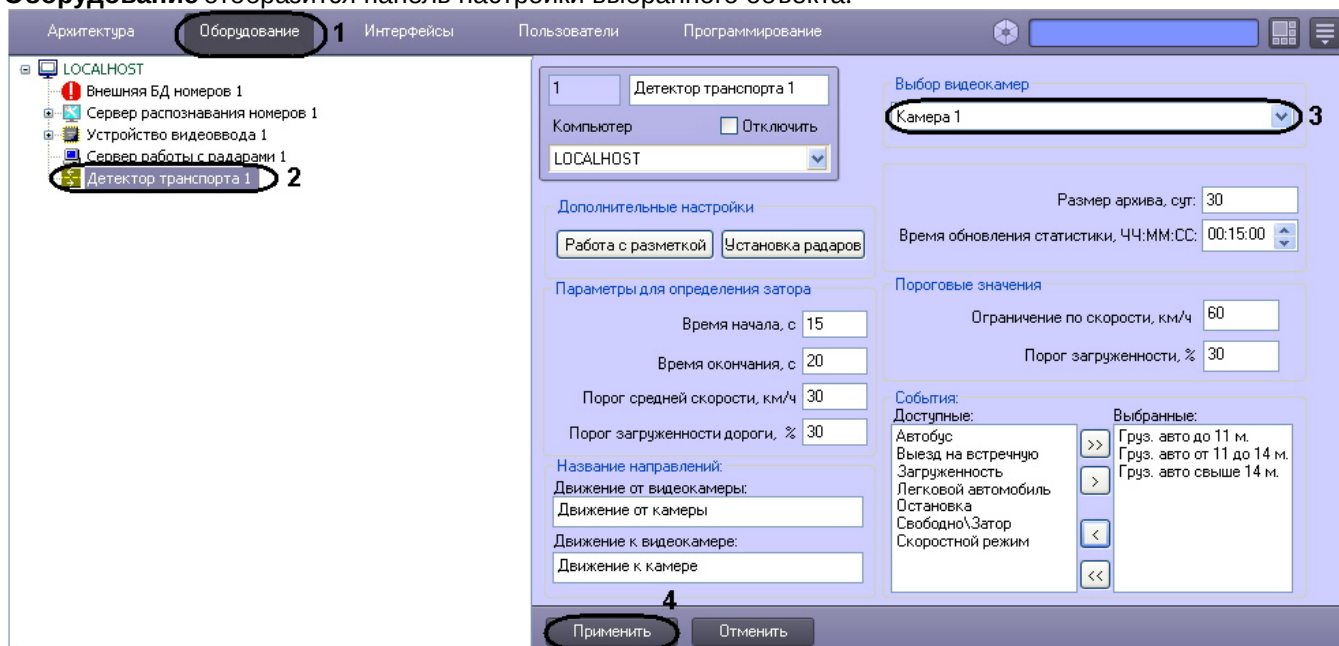 Оборудование отобразится панель настройки выбранного объекта.
Архитектура Оборудование 1 Интерфейсы Пользователи Программирование
LOCALHOST
Внешняя БД номеров 1
Сервер распознавания номеров 1
Устройство видеоввода 1
Сервер работы с радарами 1
Детектор транспорта 1 2
1 Детектор транспорта 1
Компьютер Отключить
LOCALHOST
Дополнительные настройки
Работа с разметкой Установка радаров
Параметры для определения затора
Время начала, с 15
Время окончания, с 20
Порог средней скорости, км/ч 30
Порог загруженности дороги, % 30
Название направлений:
Движение от видеокамеры:
Движение от камеры
Движение к видеокамере:
Движение к камере
Выбор видеокамер
Камера 1 3
Размер архива, сут: 30
Время обновления статистики, ЧЧ:ММ:СС: 00:15:00
Пороговые значения
Ограничение по скорости, км/ч 60
Порог загруженности, % 30
События:
Доступные:
Автобус
Выезд на встречную
Загруженность
Легковой автомобиль
Остановка
Свободно\Затор
Скоростной режим
>>
>
<
<<
Выбранные:
Груз. авто до 11 м.
Груз. авто от 11 до 14 м.
Груз. авто свыше 14 м.
4
Применить Отменить